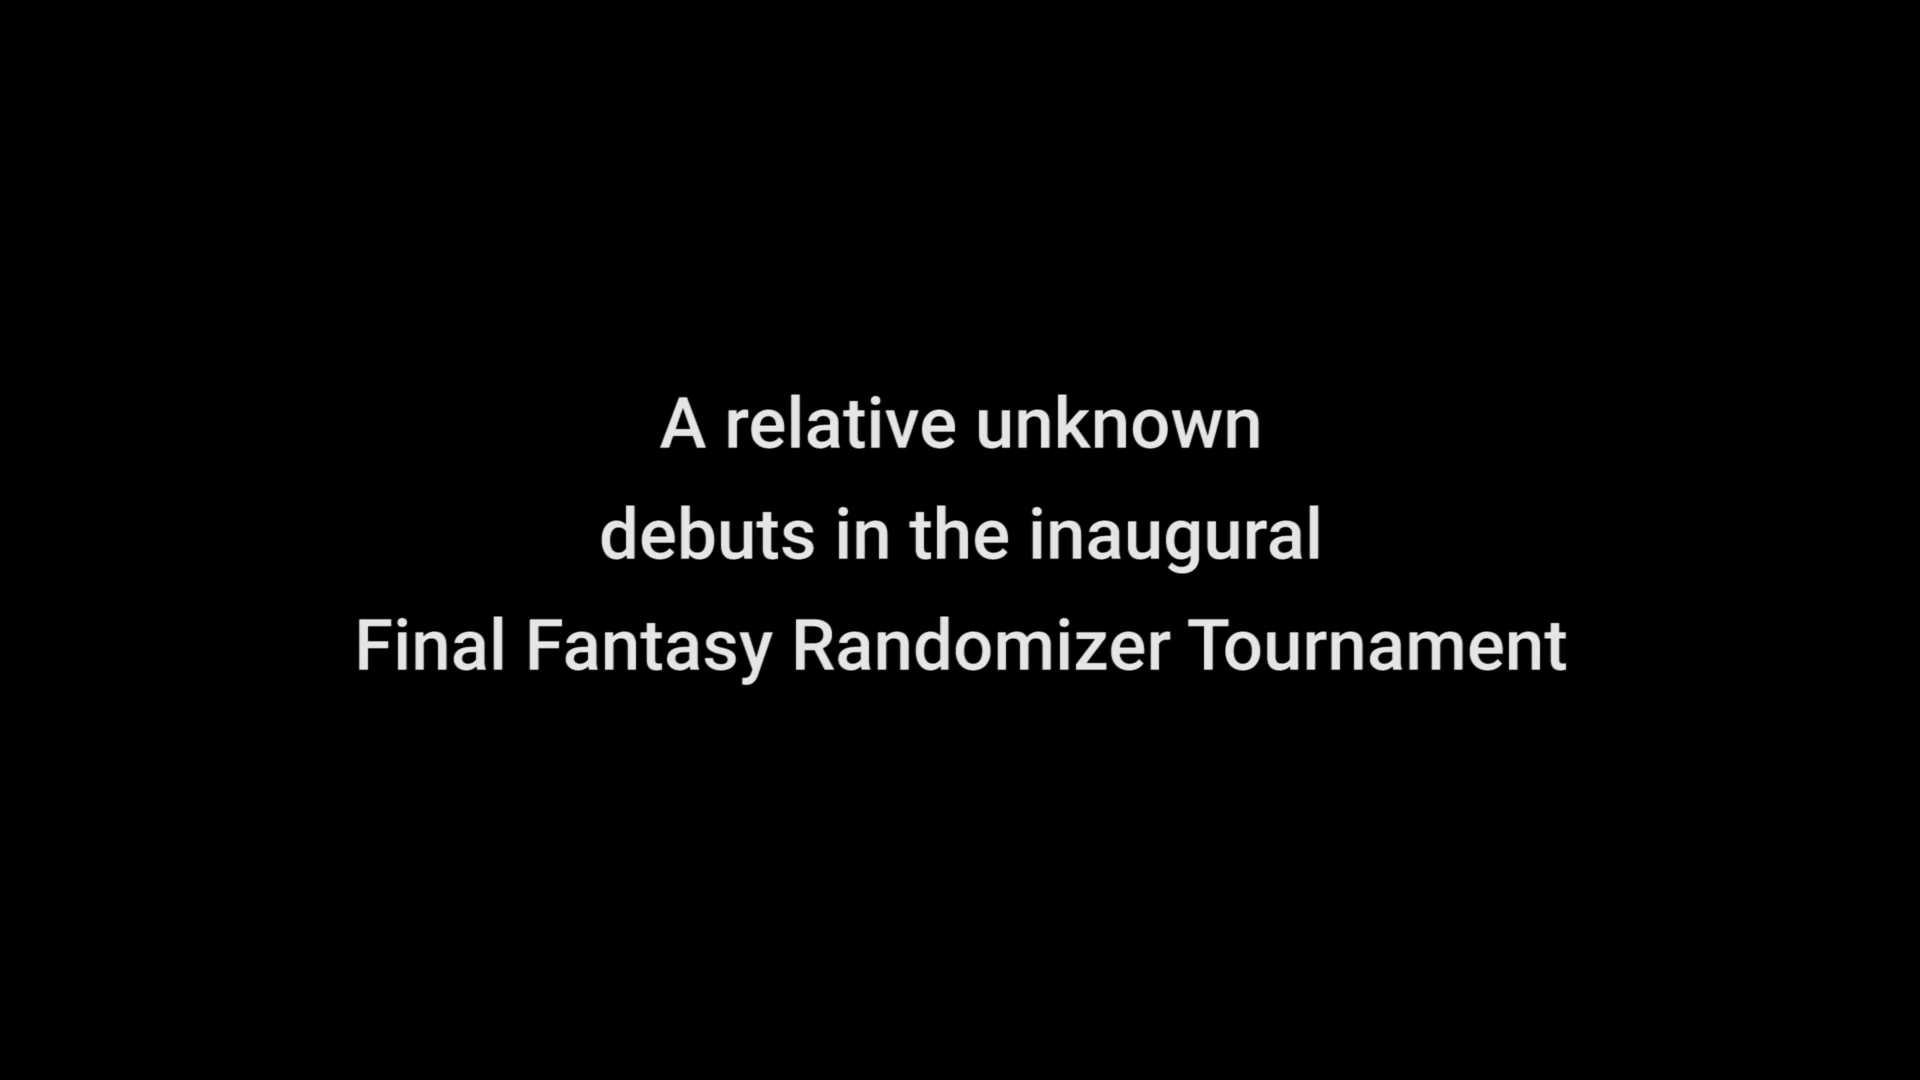 A relative unknown
debuts in the inaugural
Final Fantasy Randomizer Tournament